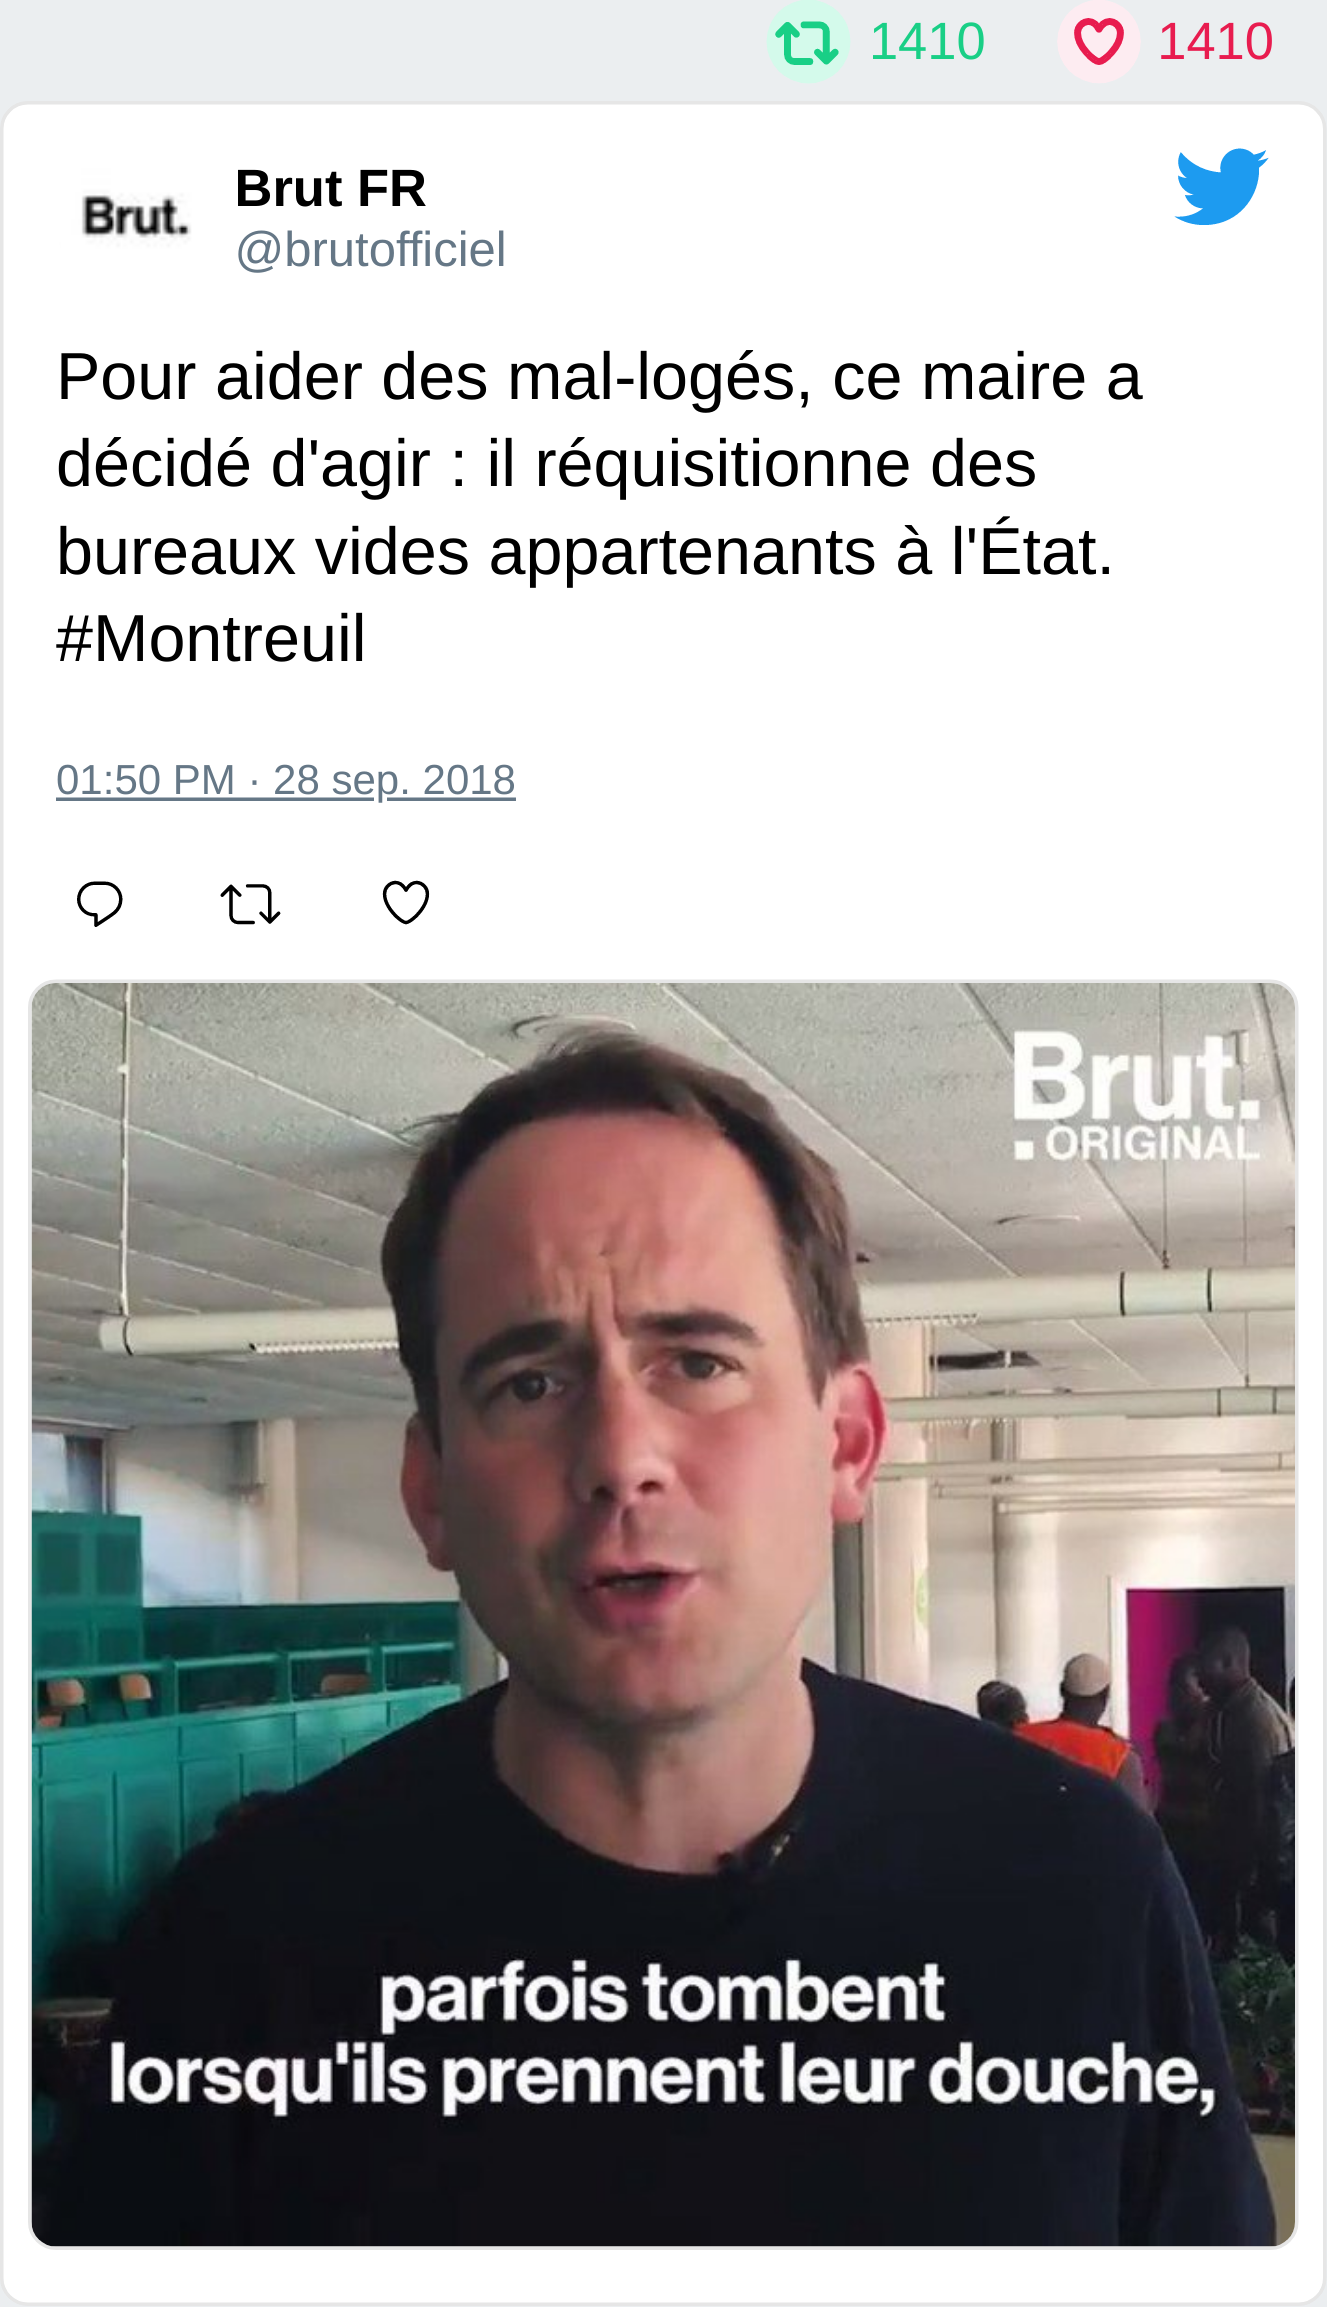 1410 1410
Brut.
Brut FR
@brutofficiel
Pour aider des mal-logés, ce maire a
décidé d'agir : il réquisitionne des
bureaux vides appartenants à l'État.
#Montreuil
01:50 PM · 28 sep. 2018
Brut.
ORIGINAL
parfois tombent
lorsqu'ils prennent leur douche,